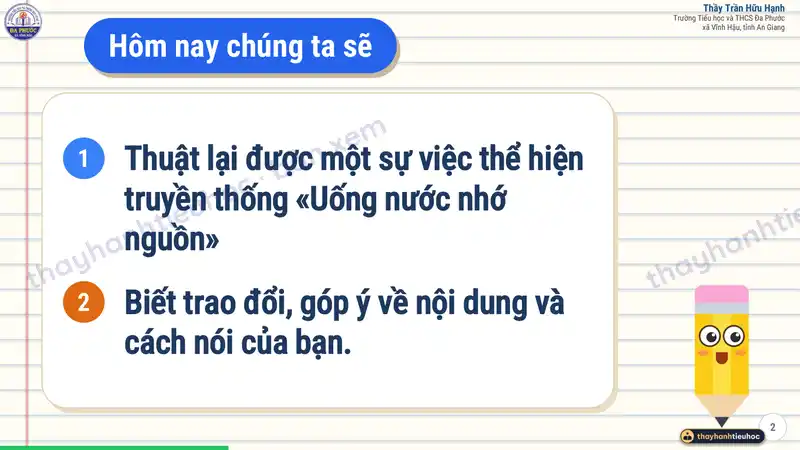 Thầy Trần Hữu Hạnh
Trường Tiểu học và THCS Đa Phước
xã Vĩnh Hậu, tỉnh An Giang
ĐA PHƯỚC
Hôm nay chúng ta sẽ
1
Thuật lại được một sự việc thể hiện
truyền thống «Uống nước nhớ
nguồn»
2
Biết trao đổi, góp ý về nội dung và
cách nói của bạn.
thayhanhtieuhoc
2